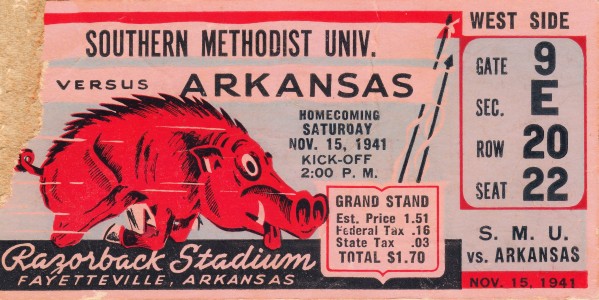 SOUTHERN METHODIST UNIV.
VERSUS ARKANSAS
HOMECOMING
SATURDAY
NOV. 15, 1941
KICK-OFF
2:00 P. M.
GRAND STAND
Est. Price 1.51
Federal Tax .16
State Tax .03
TOTAL $1.70
Razorback Stadium
FAYETTEVILLE, ARKANSAS
WEST SIDE
GATE 9
SEC. E
ROW 20
SEAT 22
S. M. U.
vs. ARKANSAS
NOV. 15, 1941